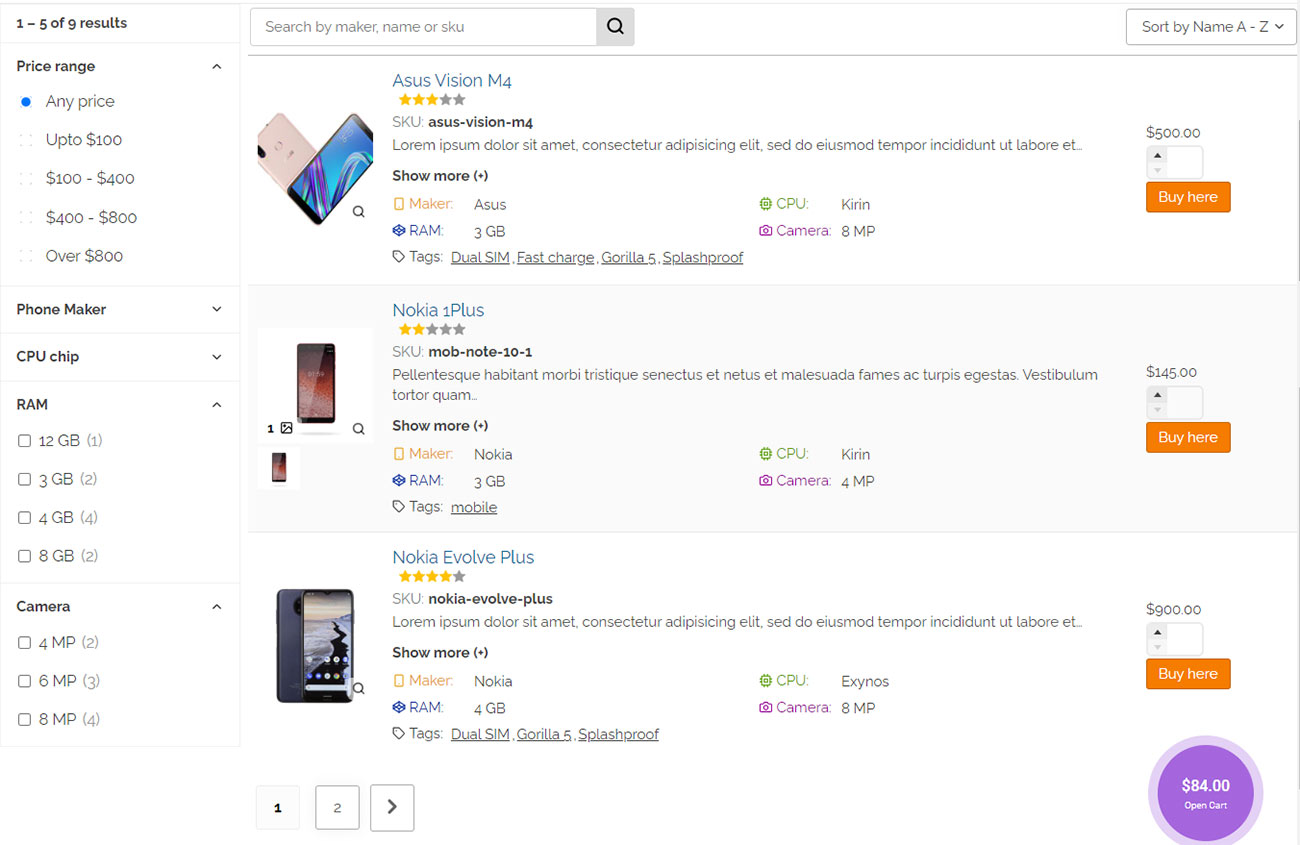 1 – 5 of 9 results
Price range
Any price
Upto $100
$100 - $400
$400 - $800
Over $800
Phone Maker
CPU chip
RAM
12 GB (1)
3 GB (2)
4 GB (4)
8 GB (2)
Camera
4 MP (2)
6 MP (3)
8 MP (4)
Search by maker, name or sku
Sort by Name A - Z
Asus Vision M4
SKU: asus-vision-m4
Lorem ipsum dolor sit amet, consectetur adipisicing elit, sed do eiusmod tempor incididunt ut labore et…
Show more (+)
Maker: Asus CPU: Kirin
RAM: 3 GB Camera: 8 MP
Tags: Dual SIM, Fast charge, Gorilla 5, Splashproof
$500.00
Buy here
Nokia 1Plus
SKU: mob-note-10-1
Pellentesque habitant morbi tristique senectus et netus et malesuada fames ac turpis egestas. Vestibulum
tortor quam…
1
Show more (+)
Maker: Nokia CPU: Kirin
RAM: 3 GB Camera: 4 MP
Tags: mobile
$145.00
Buy here
Nokia Evolve Plus
SKU: nokia-evolve-plus
Lorem ipsum dolor sit amet, consectetur adipisicing elit, sed do eiusmod tempor incididunt ut labore et…
Show more (+)
Maker: Nokia CPU: Exynos
RAM: 4 GB Camera: 8 MP
Tags: Dual SIM, Gorilla 5, Splashproof
$900.00
Buy here
1 2
$84.00
Open Cart